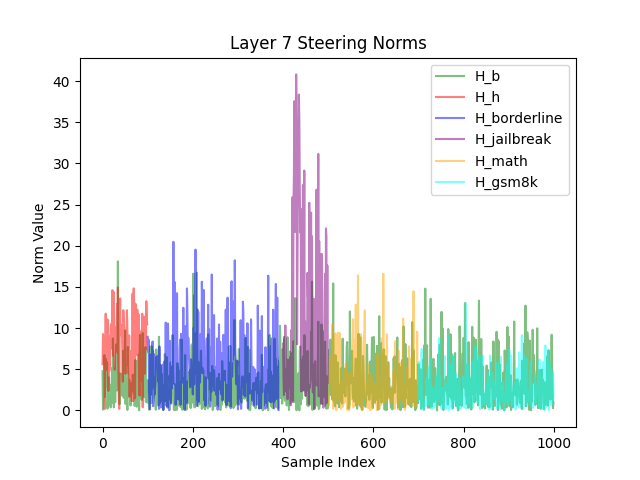 Layer 7 Steering Norms
H_b
H_h
H_borderline
H_jailbreak
H_math
H_gsm8k
Norm Value
40
35
30
25
20
15
10
5
0
0 200 400 600 800 1000
Sample Index